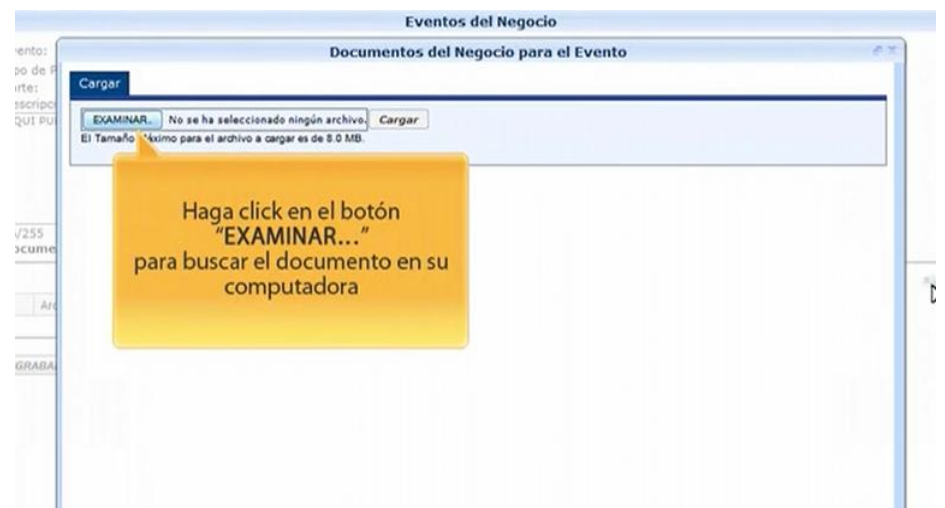 Eventos del Negocio
Documentos del Negocio para el Evento
Cargar
EXAMINAR.. No se ha seleccionado ningún archivo. Cargar
El Tamaño Máximo para el archivo a cargar es de 8.0 MB.
Haga click en el botón
“EXAMINAR...”
para buscar el documento en su
computadora
/255
GRABA